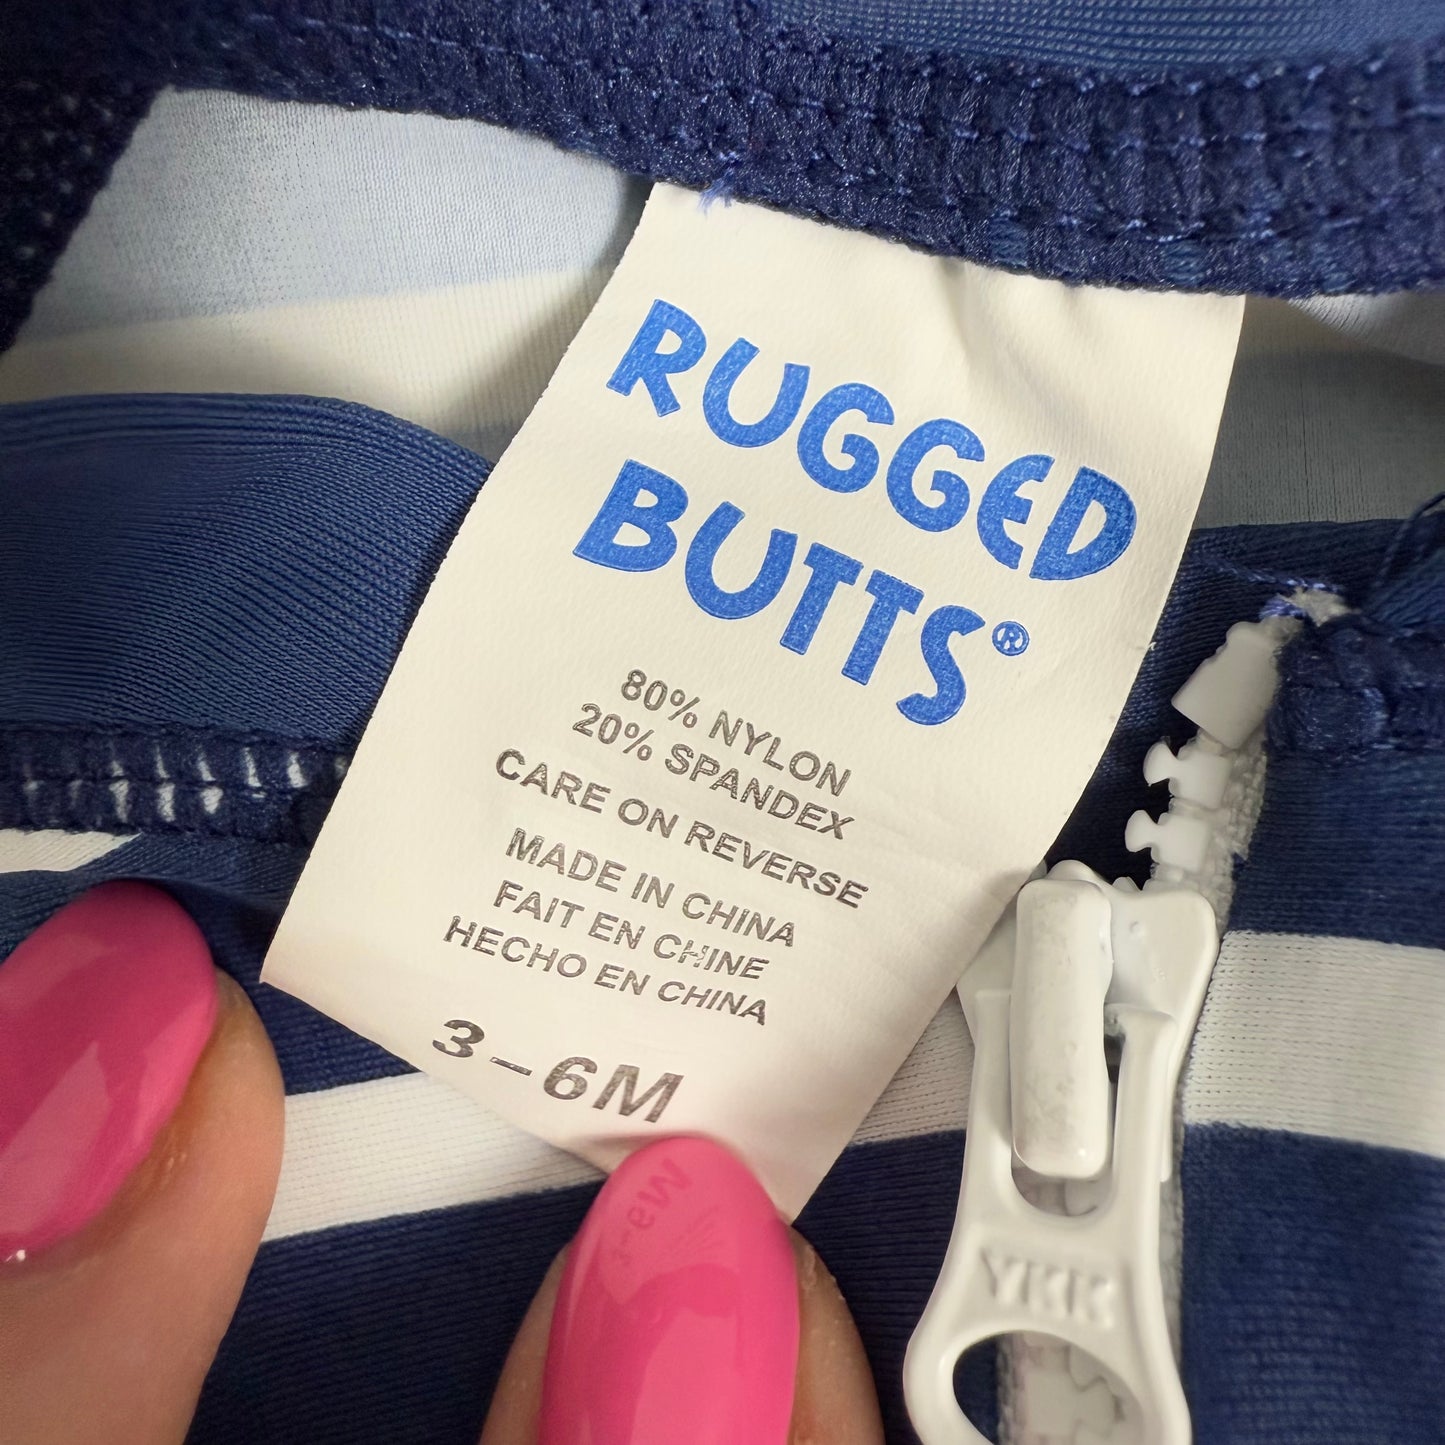 RUGGED
BUTTS®
80% NYLON
20% SPANDEX
CARE ON REVERSE
MADE IN CHINA
FAIT EN CHINE
HECHO EN CHINA
3-6M
YKK